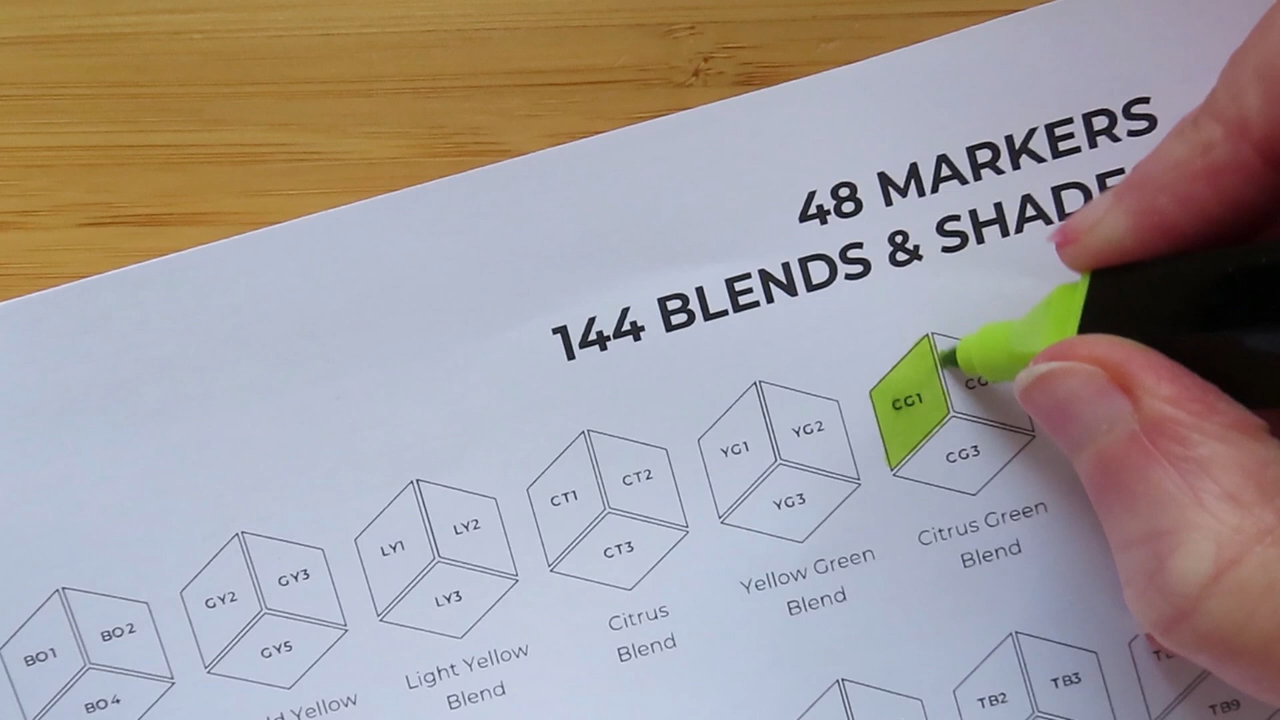 48 MARKERS
144 BLENDS &
CG1
CG3
Citrus Green
Blend
YG1
YG2
YG3
Yellow Green
Blend
CT1
CT2
CT3
Citrus
Blend
LY1
LY2
LY3
Light Yellow
Blend
GY2
GY3
GY5
Yellow
BO1
BO2
BO4
TB2
TB3
TB9